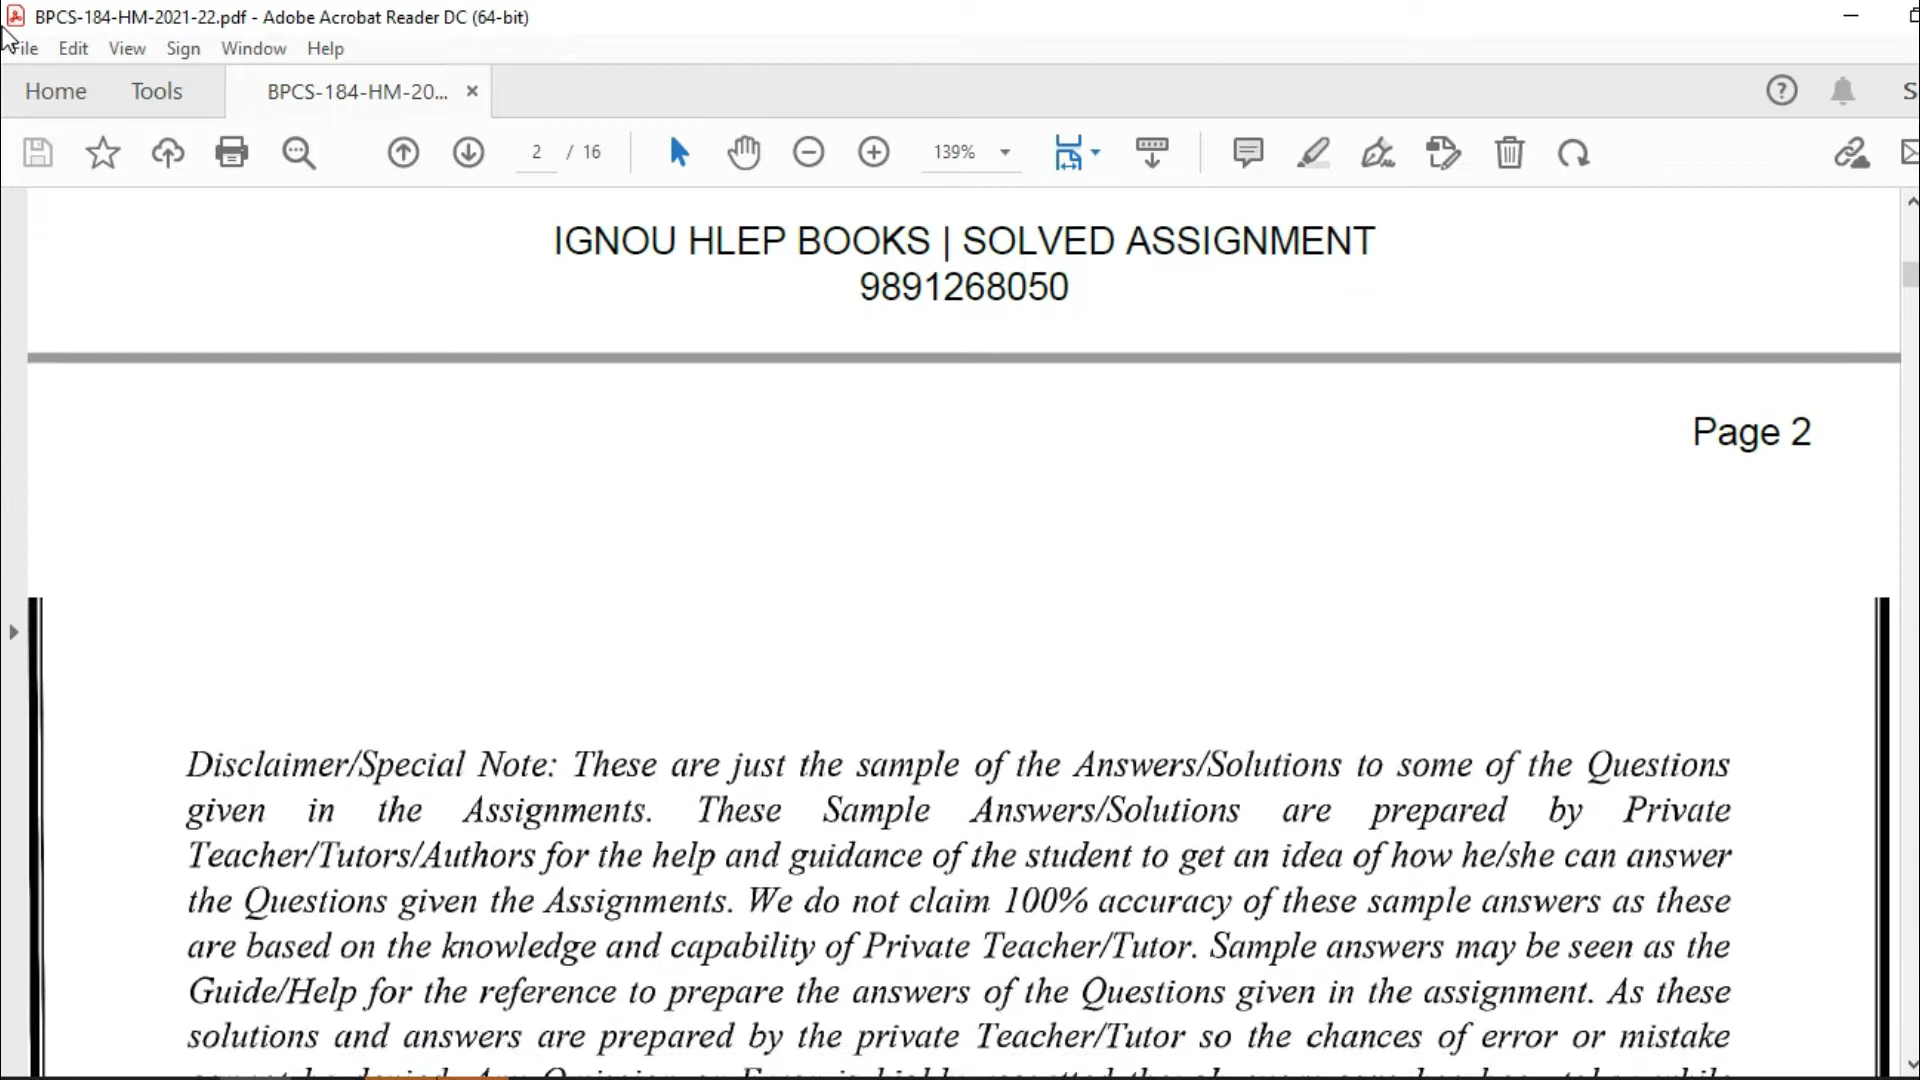 BPCS-184-HM-2021-22.pdf - Adobe Acrobat Reader DC (64-bit)
File Edit View Sign Window Help
Home Tools BPCS-184-HM-20... ×
2 / 16 139%
IGNOU HLEP BOOKS | SOLVED ASSIGNMENT
9891268050
Page 2
Disclaimer/Special Note: These are just the sample of the Answers/Solutions to some of the Questions
given in the Assignments. These Sample Answers/Solutions are prepared by Private
Teacher/Tutors/Authors for the help and guidance of the student to get an idea of how he/she can answer
the Questions given the Assignments. We do not claim 100% accuracy of these sample answers as these
are based on the knowledge and capability of Private Teacher/Tutor. Sample answers may be seen as the
Guide/Help for the reference to prepare the answers of the Questions given in the assignment. As these
solutions and answers are prepared by the private Teacher/Tutor so the chances of error or mistake